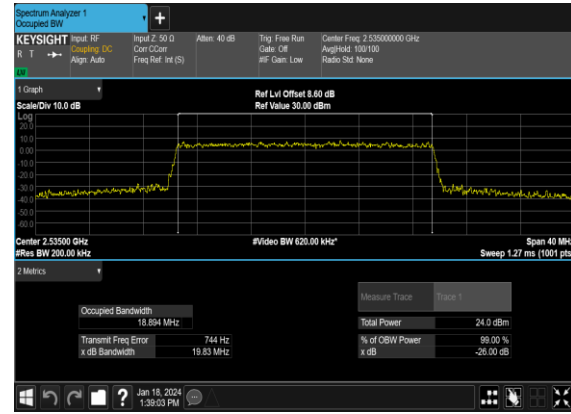 Spectrum Analyzer 1
Occupied BW
+
KEYSIGHT Input: RF Input Z: 50 Ω Atten: 40 dB Trig: Free Run Center Freq: 2.535000000 GHz
R T Coupling: DC Corr CCorr Gate: Off Avg|Hold: 100/100
Align: Auto Freq Ref: Int (S) #IF Gain: Low Radio Std: None
LW
1 Graph Ref Lvl Offset 8.60 dB
Scale/Div 10.0 dB Ref Value 30.00 dBm
Log
20.0
10.0
0.00
-10.0
-20.0
-30.0
-40.0
-50.0
-60.0
Center 2.53500 GHz #Video BW 620.00 kHz* Span 40 MHz
#Res BW 200.00 kHz Sweep 1.27 ms (1001 pts
2 Metrics
Measure Trace Trace 1
Occupied Bandwidth
18.894 MHz Total Power 24.0 dBm
Transmit Freq Error 744 Hz % of OBW Power 99.00 %
x dB Bandwidth 19.83 MHz x dB -26.00 dB
? Jan 18, 2024
1:39:03 PM